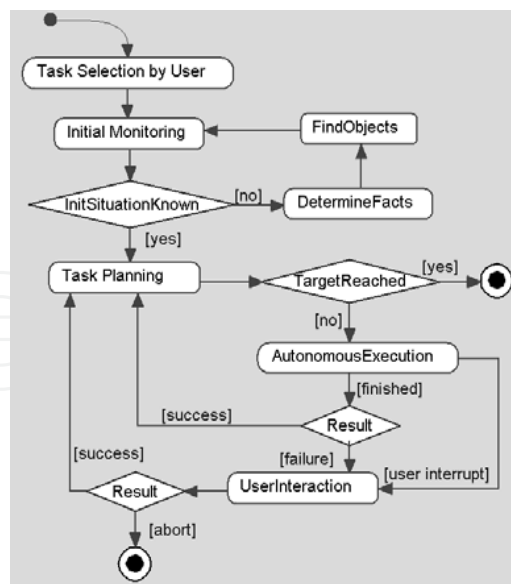 Task Selection by User
Initial Monitoring
FindObjects
InitSituationKnown
[no]
DetermineFacts
[yes]
Task Planning
TargetReached
[yes]
[no]
AutonomousExecution
[finished]
[success]
Result
[success]
[failure]
[user interrupt]
Result
UserInteraction
[abort]